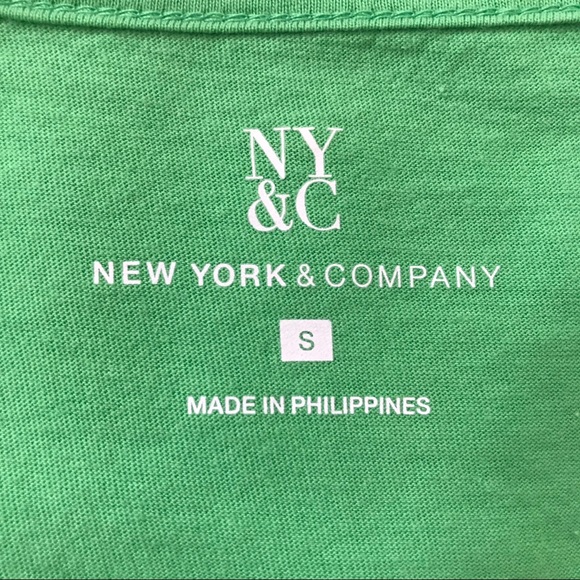 NY
&C
NEW YORK & COMPANY
S
MADE IN PHILIPPINES